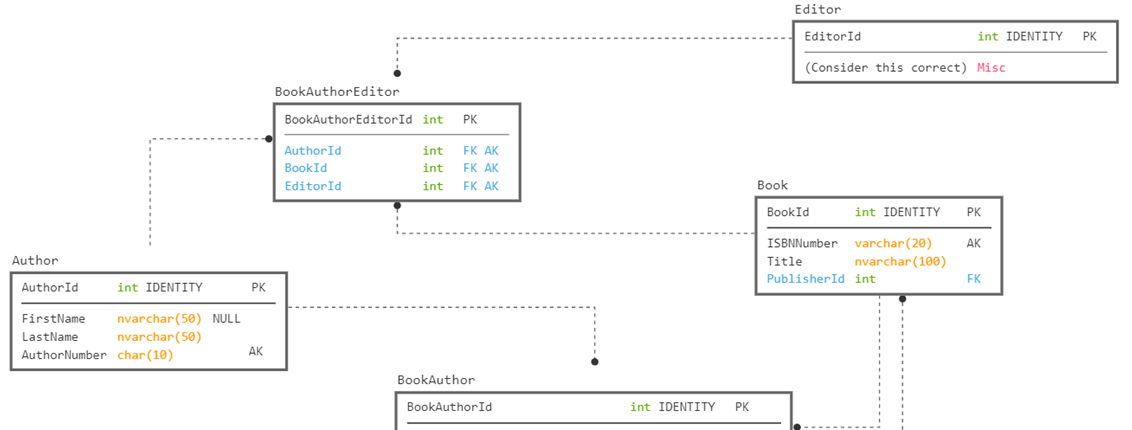 Editor
EditorId int IDENTITY PK
(Consider this correct) Misc
BookAuthorEditor
BookAuthorEditorId int PK
AuthorId int FK AK
BookId int FK AK
EditorId int FK AK
Book
BookId int IDENTITY PK
ISBNNumber varchar(20) AK
Title nvarchar(100)
PublisherId int FK
Author
AuthorId int IDENTITY PK
FirstName nvarchar(50) NULL
LastName nvarchar(50)
AuthorNumber char(10) AK
BookAuthor
BookAuthorId int IDENTITY PK